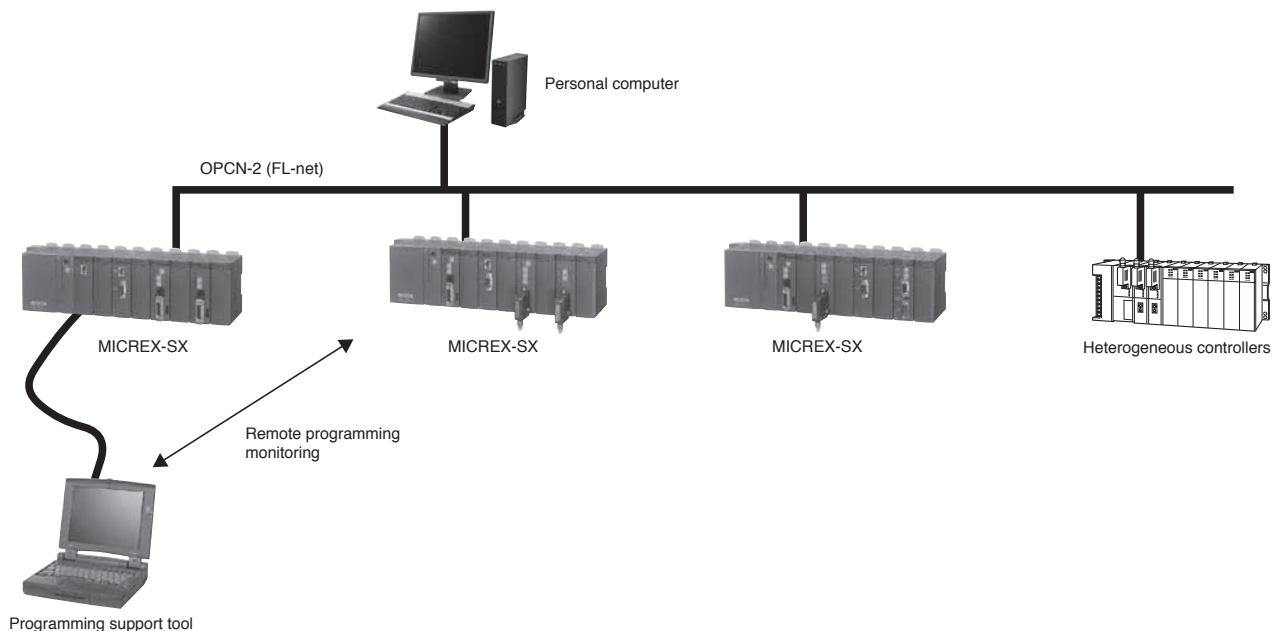 Personal computer
OPCN-2 (FL-net)
MICREX-SX
MICREX-SX
MICREX-SX
Heterogeneous controllers
Remote programming
monitoring
Programming support tool